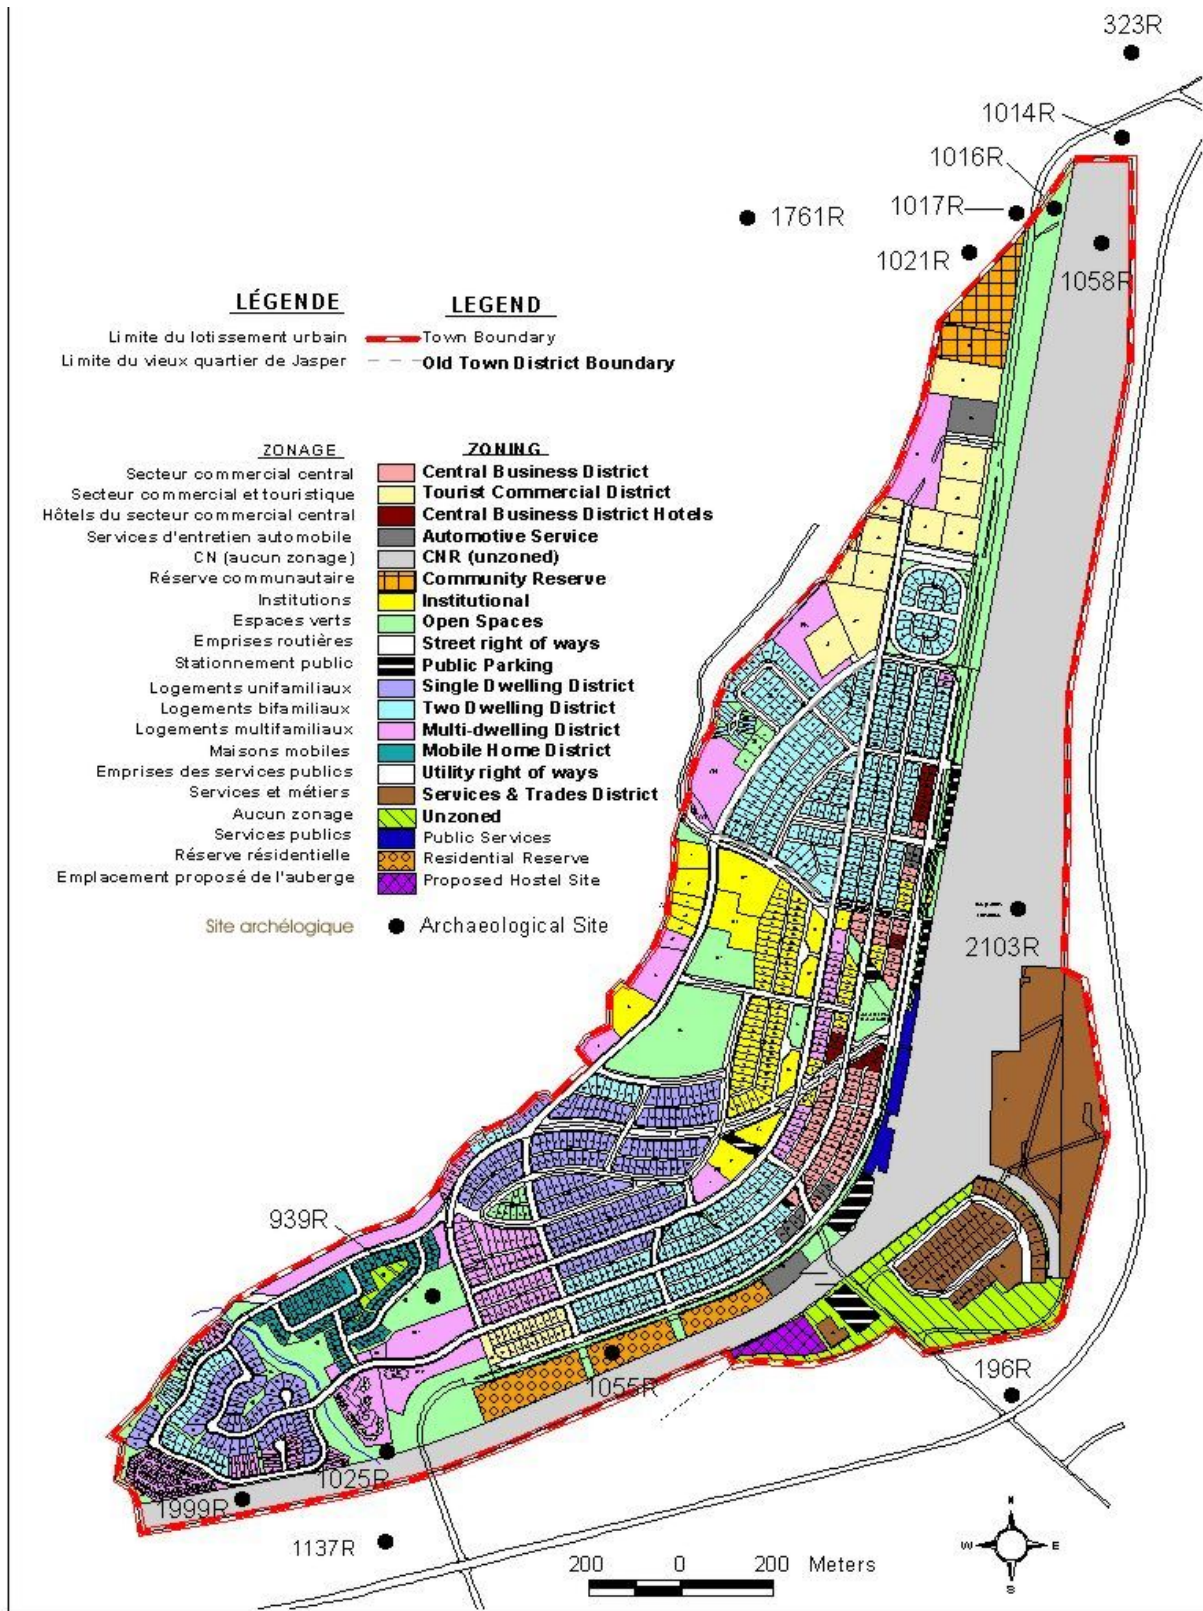 323R
1014R
1016R
1017R
1761R
1021R
1058R
LÉGENDE LEGEND
Limite du lotissement urbain Town Boundary
Limite du vieux quartier de Jasper Old Town District Boundary
ZONAGE ZONING
Secteur commercial central Central Business District
Secteur commercial et touristique Tourist Commercial District
Hôtels du secteur commercial central Central Business District Hotels
Services d'entretien automobile Automotive Service
CN (aucun zonage) CNR (unzoned)
Réserve communautaire Community Reserve
Institutions Institutional
Espaces verts Open Spaces
Emprises routières Street right of ways
Stationnement public Public Parking
Logements unifamiliaux Single Dwelling District
Logements bifamiliaux Two Dwelling District
Logements multifamiliaux Multi-dwelling District
Maisons mobiles Mobile Home District
Emprises des services publics Utility right of ways
Services et métiers Services & Trades District
Aucun zonage Unzoned
Services publics Public Services
Réserve résidentielle Residential Reserve
Emplacement proposé de l'auberge Proposed Hostel Site
Site archélogique Archaeological Site
2103R
939R
1055R
196R
1025R
1999R
1137R
N
W E
S
200 0 200 Meters